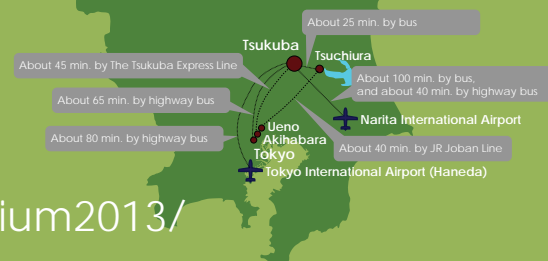 About 25 min. by bus
Tsukuba
Tsuchiura
About 45 min. by The Tsukuba Express Line
About 100 min. by bus,
and about 40 min. by highway bus
About 65 min. by highway bus
Narita International Airport
Ueno
About 80 min. by highway bus
Akihabara
About 40 min. by JR Joban Line
Tokyo
Tokyo International Airport (Haneda)
ium2013/